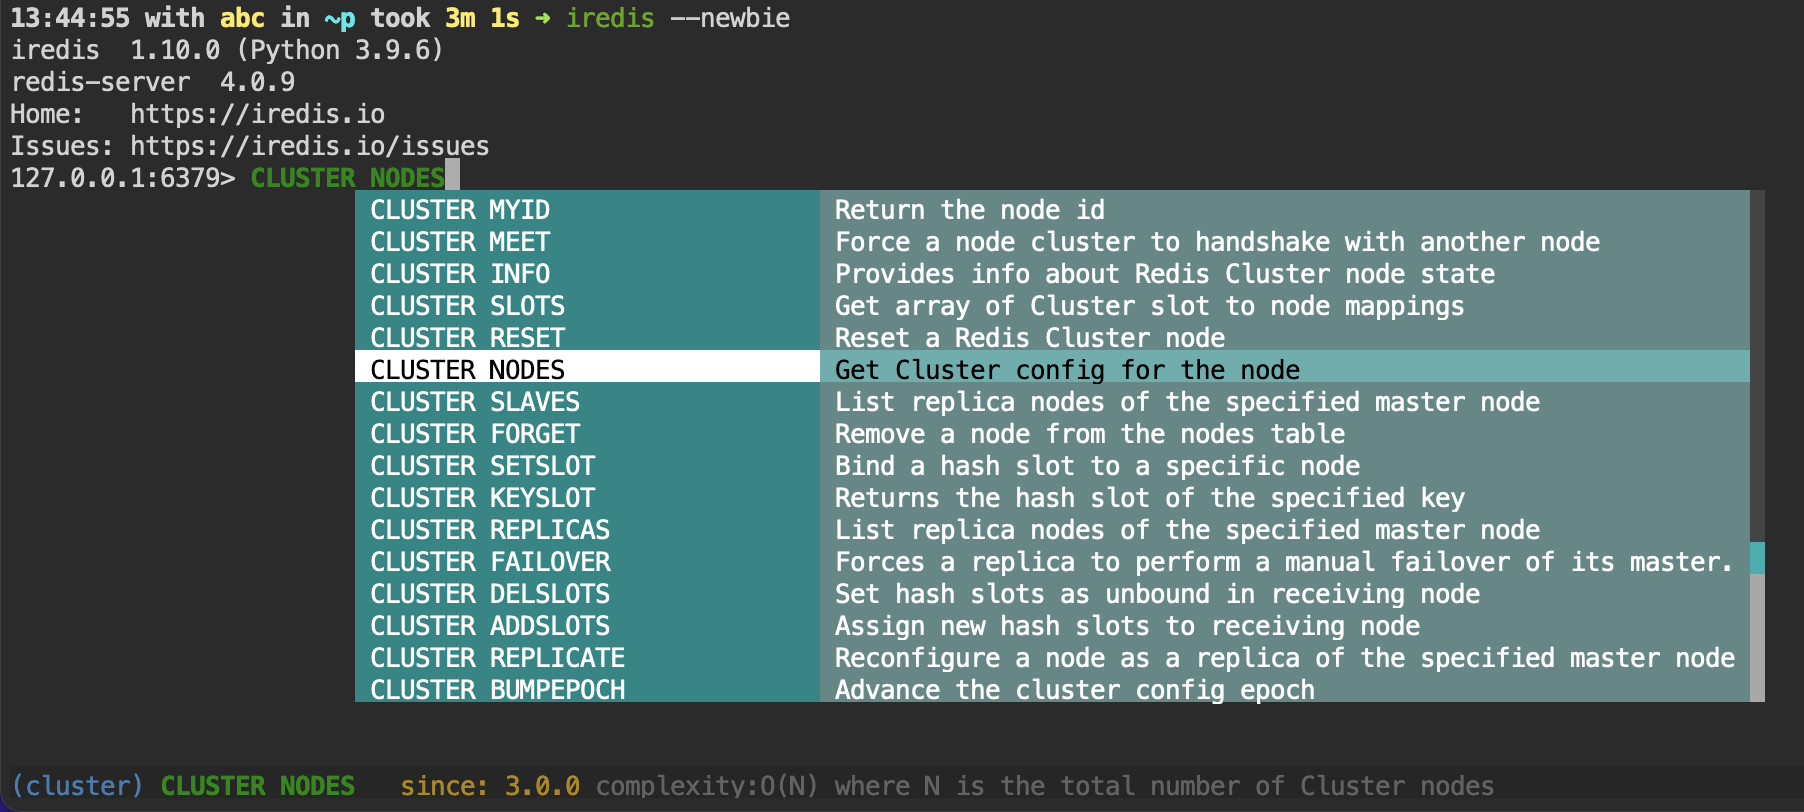 13:44:55 with abc in ~p took 3m 1s → iredis --newbie
iredis  1.10.0 (Python 3.9.6)
redis-server  4.0.9
Home:   https://iredis.io
Issues: https://iredis.io/issues
127.0.0.1:6379> CLUSTER NODES
CLUSTER MYID Return the node id
CLUSTER MEET Force a node cluster to handshake with another node
CLUSTER INFO Provides info about Redis Cluster node state
CLUSTER SLOTS Get array of Cluster slot to node mappings
CLUSTER RESET Reset a Redis Cluster node
CLUSTER NODES Get Cluster config for the node
CLUSTER SLAVES List replica nodes of the specified master node
CLUSTER FORGET Remove a node from the nodes table
CLUSTER SETSLOT Bind a hash slot to a specific node
CLUSTER KEYSLOT Returns the hash slot of the specified key
CLUSTER REPLICAS List replica nodes of the specified master node
CLUSTER FAILOVER Forces a replica to perform a manual failover of its master.
CLUSTER DELSLOTS Set hash slots as unbound in receiving node
CLUSTER ADDSLOTS Assign new hash slots to receiving node
CLUSTER REPLICATE Reconfigure a node as a replica of the specified master node
CLUSTER BUMPEPOCH Advance the cluster config epoch
(cluster) CLUSTER NODES   since: 3.0.0 complexity:O(N) where N is the total number of Cluster nodes